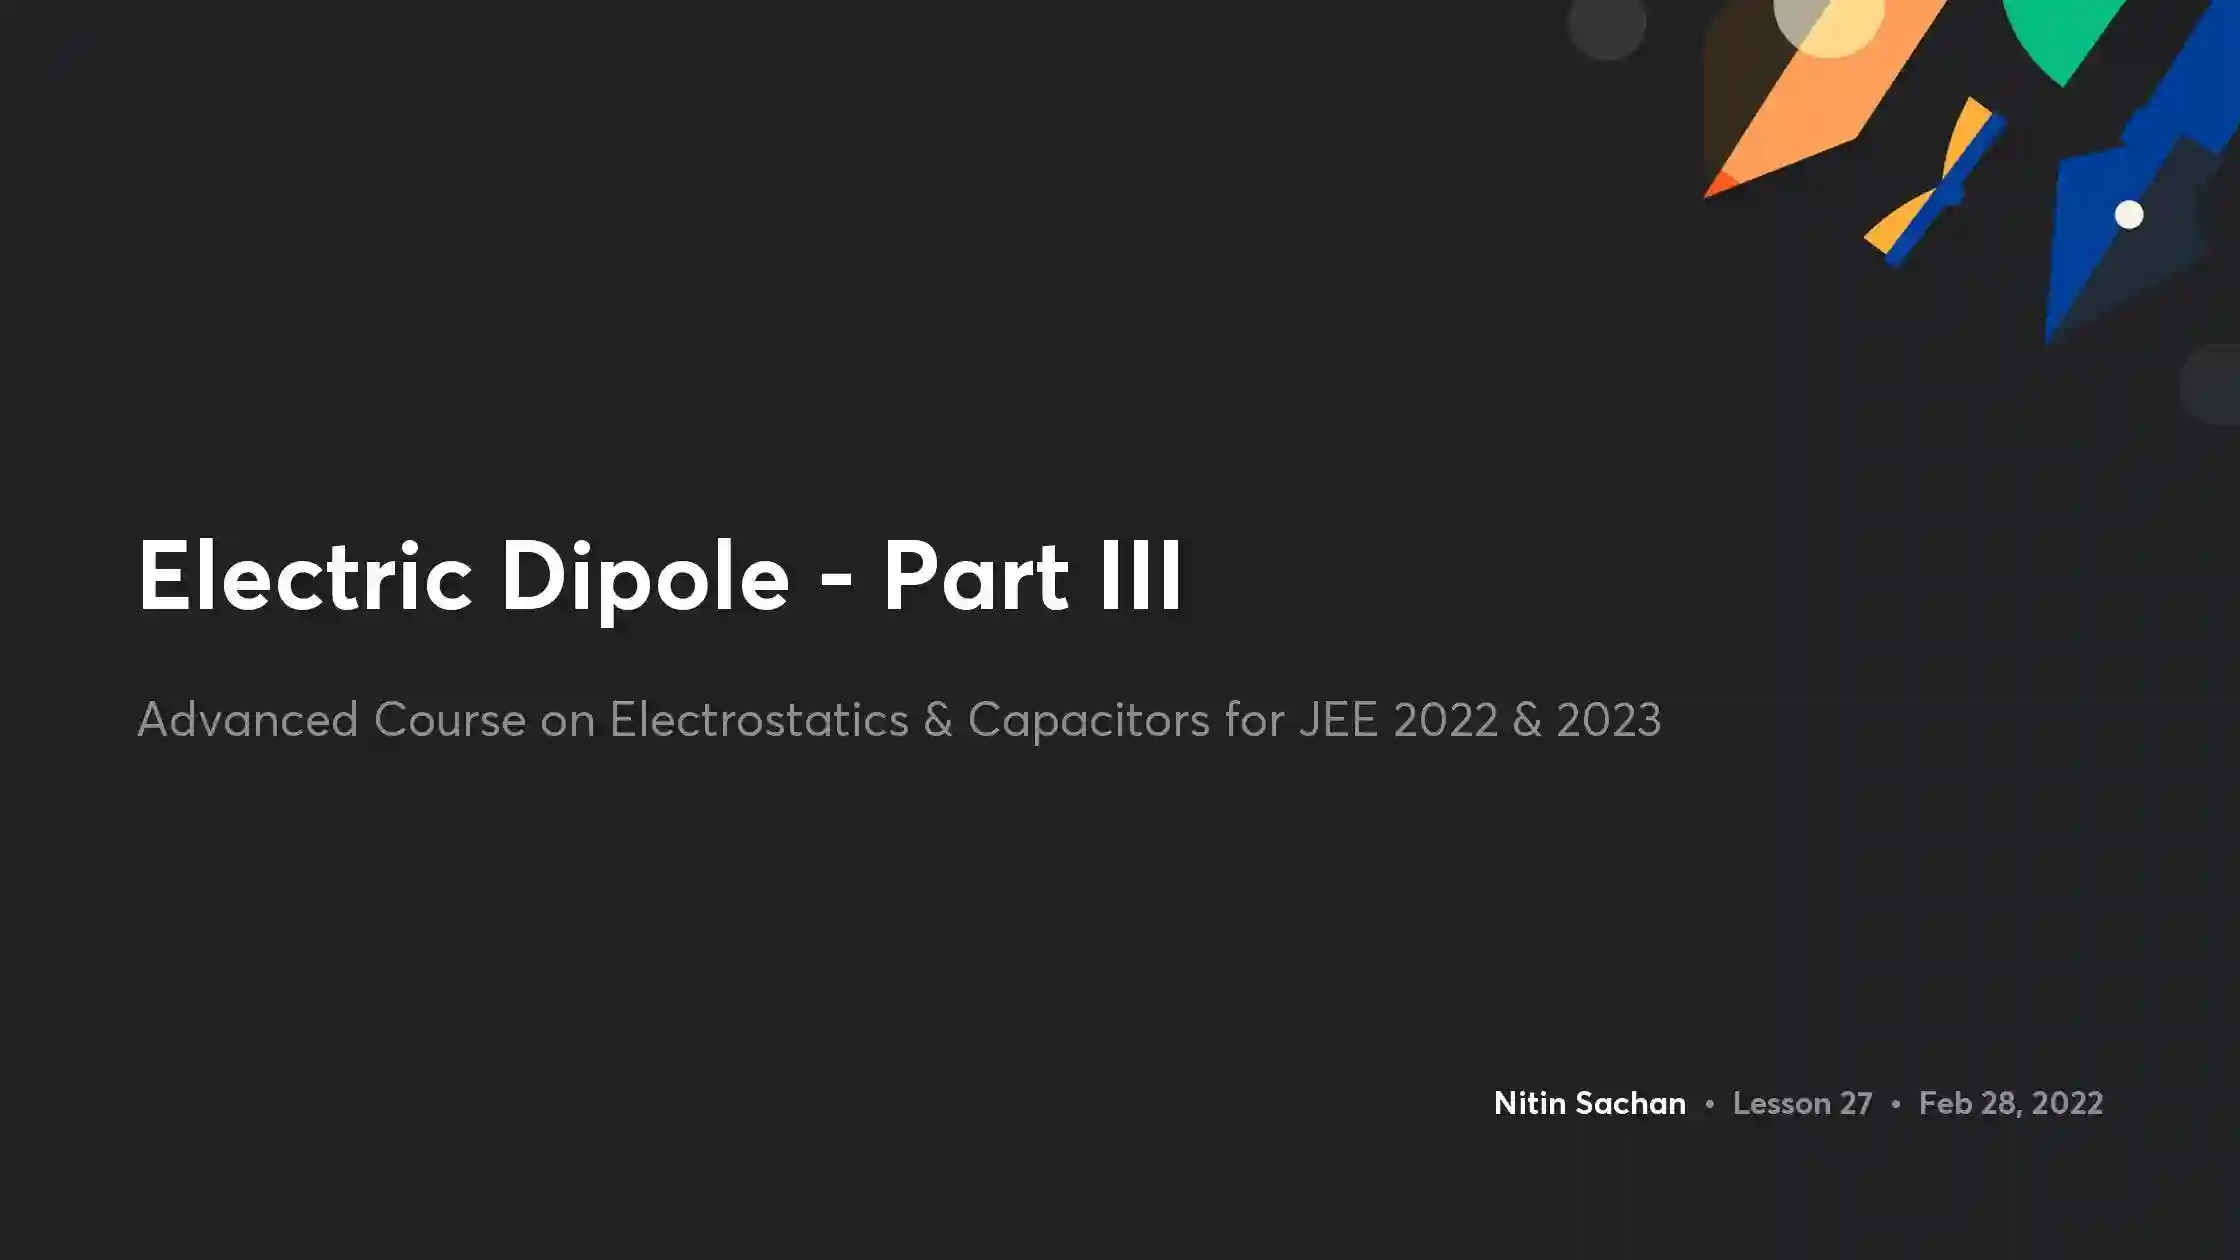 Electric Dipole - Part III
Advanced Course on Electrostatics & Capacitors for JEE 2022 & 2023
Nitin Sachan • Lesson 27 • Feb 28, 2022